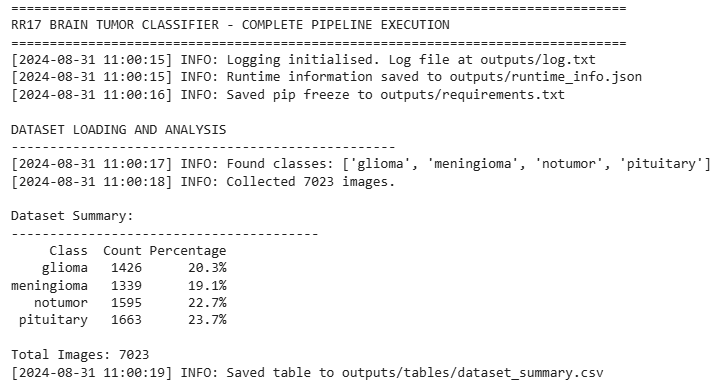 ================================================================================
RR17 BRAIN TUMOR CLASSIFIER - COMPLETE PIPELINE EXECUTION
================================================================================
[2024-08-31 11:00:15] INFO: Logging initialised. Log file at outputs/log.txt
[2024-08-31 11:00:15] INFO: Runtime information saved to outputs/runtime_info.json
[2024-08-31 11:00:16] INFO: Saved pip freeze to outputs/requirements.txt
DATASET LOADING AND ANALYSIS
--------------------------------------------------
[2024-08-31 11:00:17] INFO: Found classes: ['glioma', 'meningioma', 'notumor', 'pituitary']
[2024-08-31 11:00:18] INFO: Collected 7023 images.
Dataset Summary:
----------------------------------------
Class Count Percentage
glioma 1426 20.3%
meningioma 1339 19.1%
notumor 1595 22.7%
pituitary 1663 23.7%
Total Images: 7023
[2024-08-31 11:00:19] INFO: Saved table to outputs/tables/dataset_summary.csv